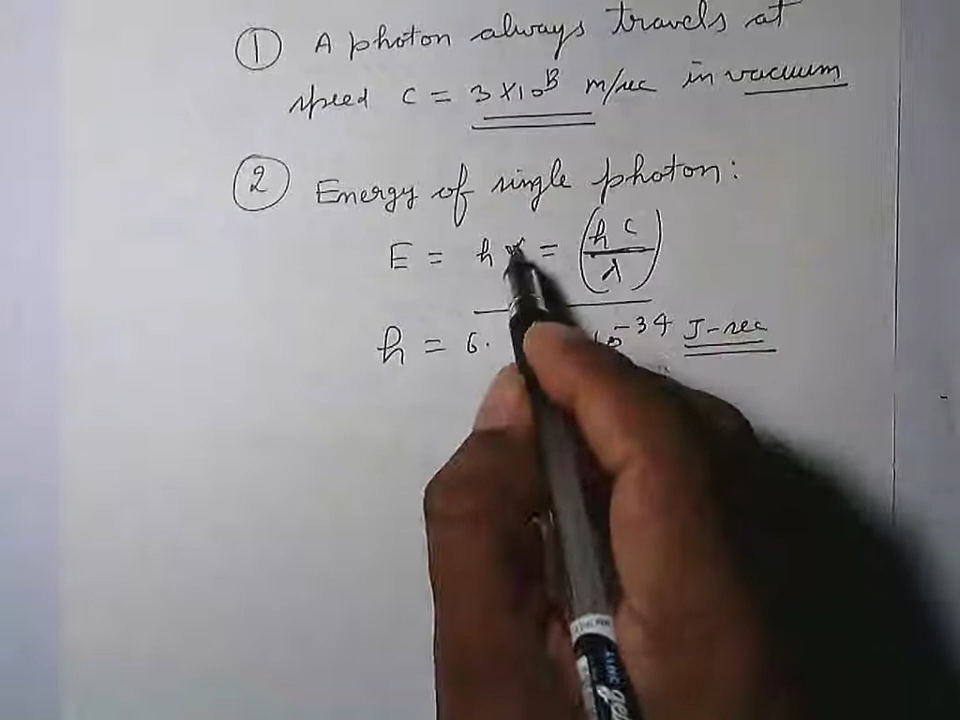 ① A photon always travels at
speed c = 3 × 10⁸ m/sec in vacuum
② Energy of single photon :
E = h = (h c / λ)
h = 6. 10⁻³⁴ J-sec